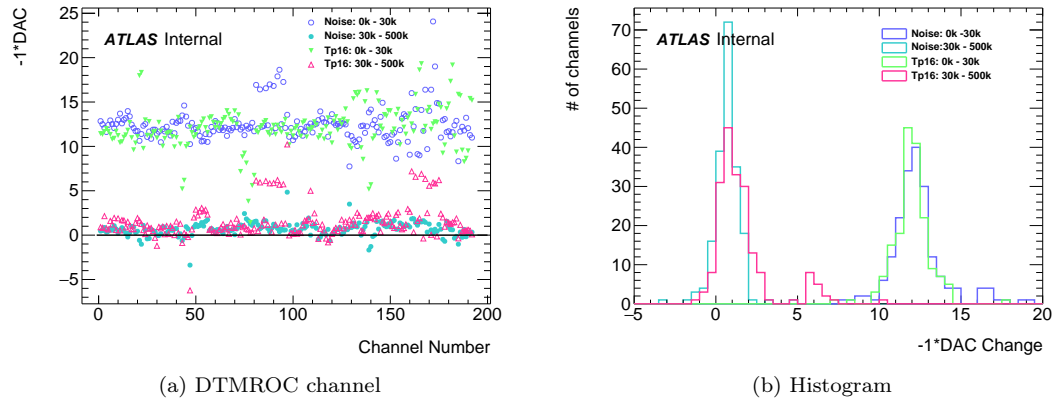 -1*DAC
25
20
15
10
5
0
−5
0
50
100
150
200
ATLAS Internal
Noise: 0k - 30k
Noise: 30k - 500k
Tp16: 0k - 30k
Tp16: 30k - 500k
Channel Number
(a) DTMROC channel
# of channels
70
60
50
40
30
20
10
0
−5
0
5
10
15
20
ATLAS Internal
Noise: 0k -30k
Noise:30k - 500k
Tp16: 0k - 30k
Tp16: 30k - 500k
-1*DAC Change
(b) Histogram